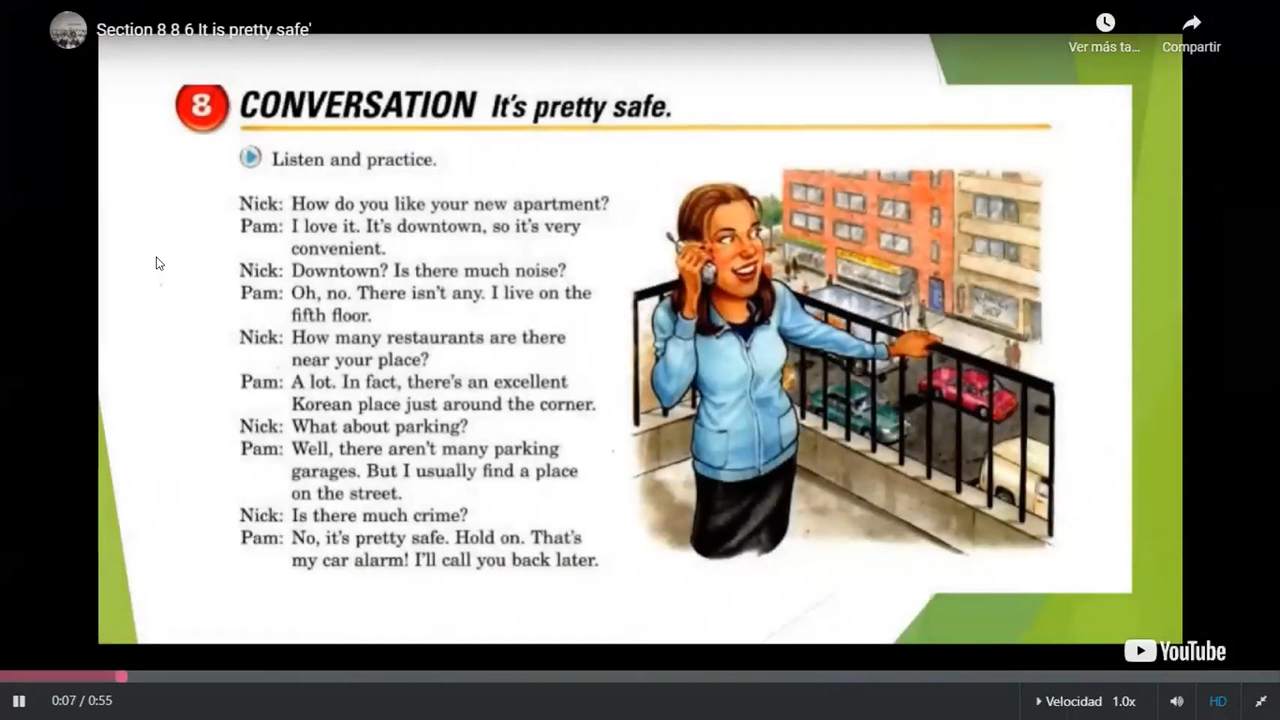 Section 8 8 6 It is pretty safe'
Ver más ta...
Compartir
8 CONVERSATION It's pretty safe.
Listen and practice.
Nick: How do you like your new apartment?
Pam: I love it. It's downtown, so it's very
convenient.
Nick: Downtown? Is there much noise?
Pam: Oh, no. There isn't any. I live on the
fifth floor.
Nick: How many restaurants are there
near your place?
Pam: A lot. In fact, there's an excellent
Korean place just around the corner.
Nick: What about parking?
Pam: Well, there aren't many parking
garages. But I usually find a place
on the street.
Nick: Is there much crime?
Pam: No, it's pretty safe. Hold on. That's
my car alarm! I'll call you back later.
YouTube
0:07 / 0:55
Velocidad 1.0x
HD